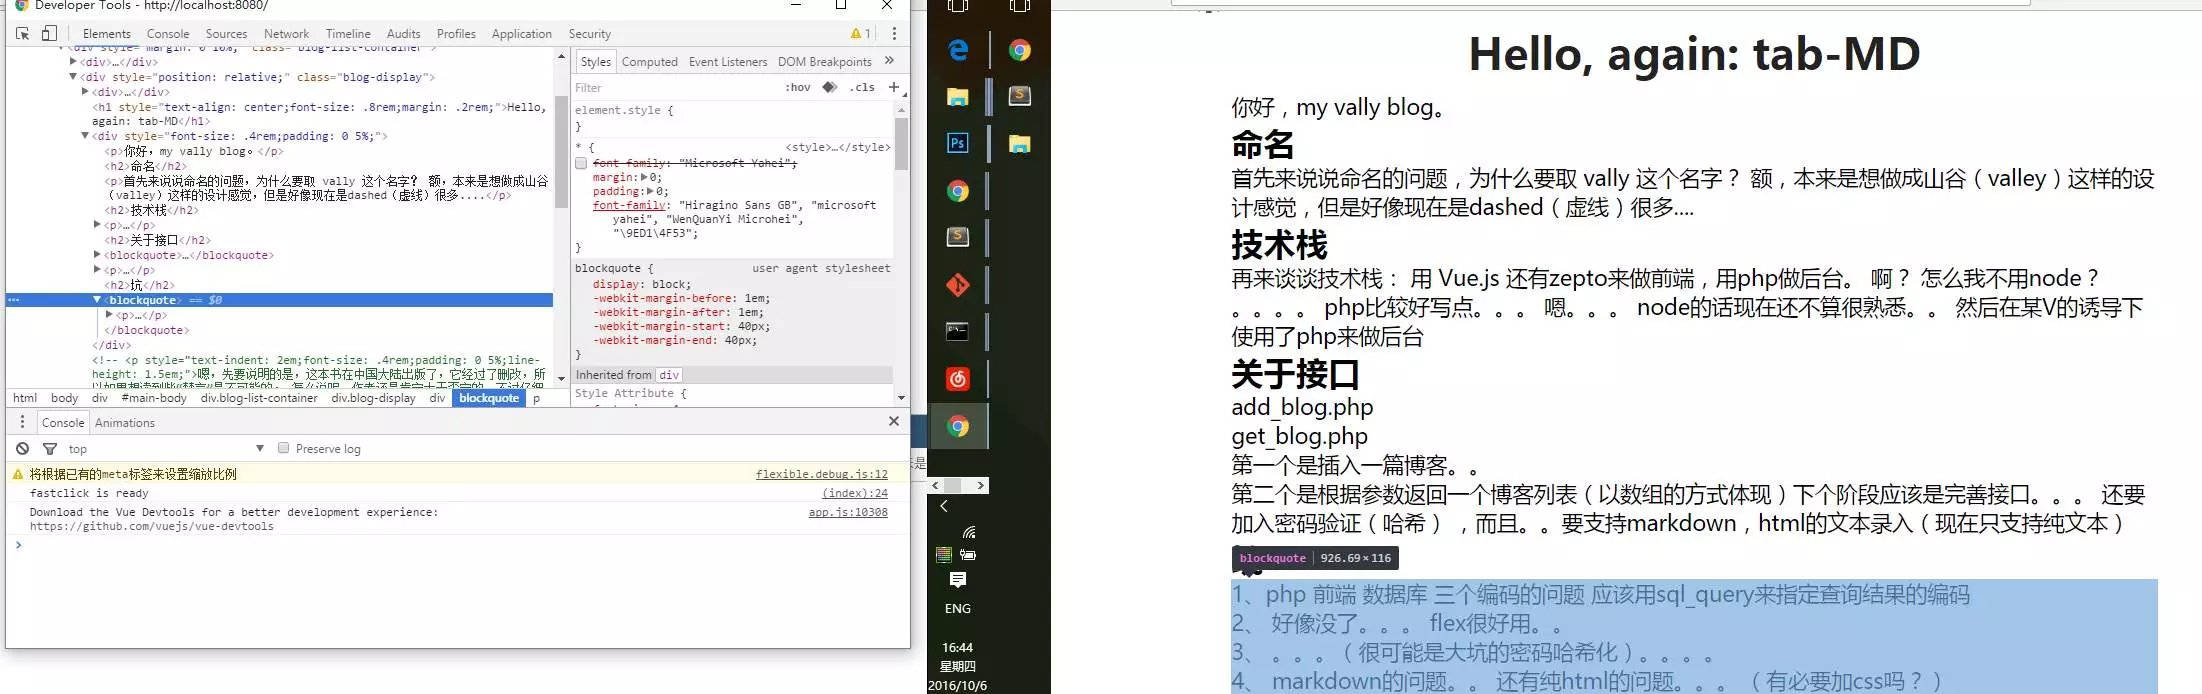 Developer Tools - http://localhost:8080/
Elements Console Sources Network Timeline Audits Profiles Application Security 1
<div style="margin: 0 10%;" class="blog-list-container">
<div>…</div>
<div style="position: relative;" class="blog-display">
<div>…</div>
<h1 style="text-align: center;font-size: .8rem;margin: .2rem;">Hello,
again: tab-MD</h1>
<div style="font-size: .4rem;padding: 0 5%;">
<p>你好，my vally blog。</p>
<h2>命名</h2>
<p>首先来说说命名的问题，为什么要取 vally 这个名字？ 额，本来是想做成山谷
（valley）这样的设计感觉，但是好像现在是dashed（虚线）很多....</p>
<h2>技术栈</h2>
<p>…</p>
<h2>关于接口</h2>
<blockquote>…</blockquote>
<p>…</p>
<h2>坑</h2>
<blockquote> == $0
<p>…</p>
</blockquote>
</div>
<!-- <p style="text-indent: 2em;font-size: .4rem;padding: 0 5%;line-
height: 1.5em;">嗯，先要说明的是，这本书在中国大陆出版了，它经过了删改，所
html body div #main-body div.blog-list-container div.blog-display div blockquote p
Styles Computed Event Listeners DOM Breakpoints »
Filter :hov .cls +
element.style {
}
* { <style>…</style>
font-family: "Microsoft Yahei";
margin: 0;
padding: 0;
font-family: "Hiragino Sans GB", "microsoft
yahei", "WenQuanYi Microhei",
"\9ED1\4F53";
}
blockquote { user agent stylesheet
display: block;
-webkit-margin-before: 1em;
-webkit-margin-after: 1em;
-webkit-margin-start: 40px;
-webkit-margin-end: 40px;
}
Inherited from div
Style Attribute {
Console Animations
top Preserve log
将根据已有的meta标签来设置缩放比例 flexible.debug.js:12
fastclick is ready (index):24
Download the Vue Devtools for a better development experience: app.js:10308
https://github.com/vuejs/vue-devtools
Ps
ENG
16:44
星期四
2016/10/6
Hello, again: tab-MD
你好，my vally blog。
命名
首先来说说命名的问题，为什么要取 vally 这个名字？ 额，本来是想做成山谷（valley）这样的设
计感觉，但是好像现在是dashed（虚线）很多....
技术栈
再来谈谈技术栈： 用 Vue.js 还有zepto来做前端，用php做后台。 啊？ 怎么我不用node？
。。。。 php比较好写点。。。 嗯。。。 node的话现在还不算很熟悉。。 然后在某V的诱导下
使用了php来做后台
关于接口
add_blog.php
get_blog.php
第一个是插入一篇博客。。
第二个是根据参数返回一个博客列表（以数组的方式体现）下个阶段应该是完善接口。。。 还要
加入密码验证（哈希），而且。。要支持markdown，html的文本录入（现在只支持纯文本）
blockquote 926.69×116
1、php 前端 数据库 三个编码的问题 应该用sql_query来指定查询结果的编码
2、 好像没了。。。 flex很好用。。
3、 。。。（很可能是大坑的密码哈希化）。。。。
4、 markdown的问题。。 还有纯html的问题。。。 （有必要加css吗？）